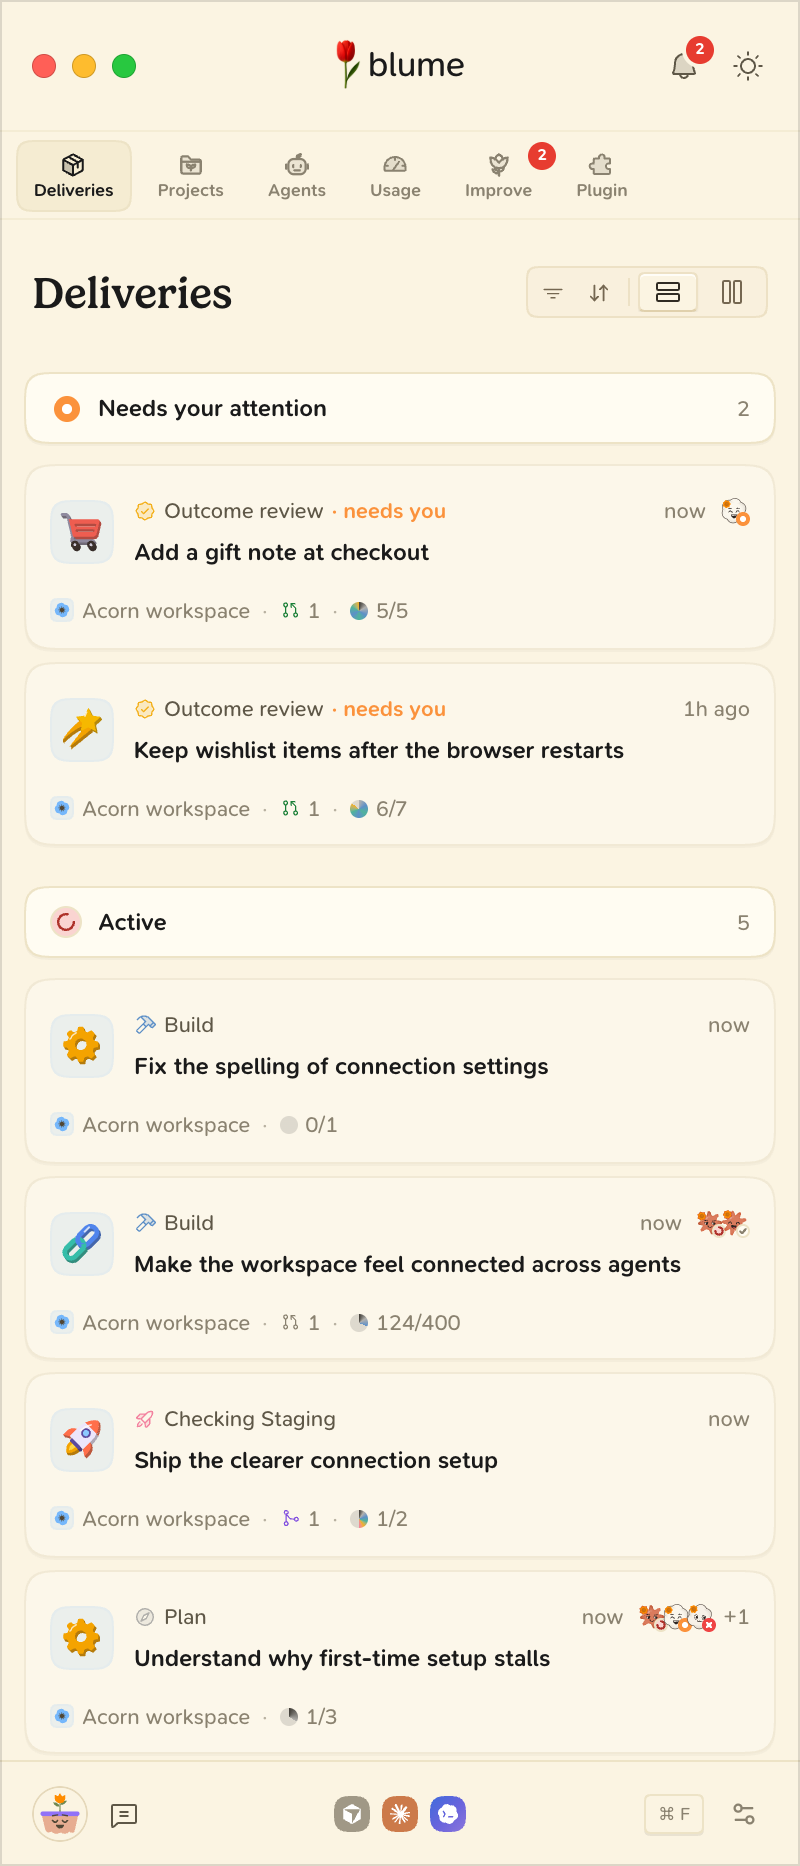 blume
2
Deliveries
Projects
Agents
Usage
Improve
2
Plugin
Deliveries
Needs your attention
2
Outcome review · needs you
now
Add a gift note at checkout
Acorn workspace · 1 · 5/5
Outcome review · needs you
1h ago
Keep wishlist items after the browser restarts
Acorn workspace · 1 · 6/7
Active
5
Build
now
Fix the spelling of connection settings
Acorn workspace · 0/1
Build
now
Make the workspace feel connected across agents
Acorn workspace · 1 · 124/400
Checking Staging
now
Ship the clearer connection setup
Acorn workspace · 1 · 1/2
Plan
now
+1
Understand why first-time setup stalls
Acorn workspace · 1/3
⌘ F